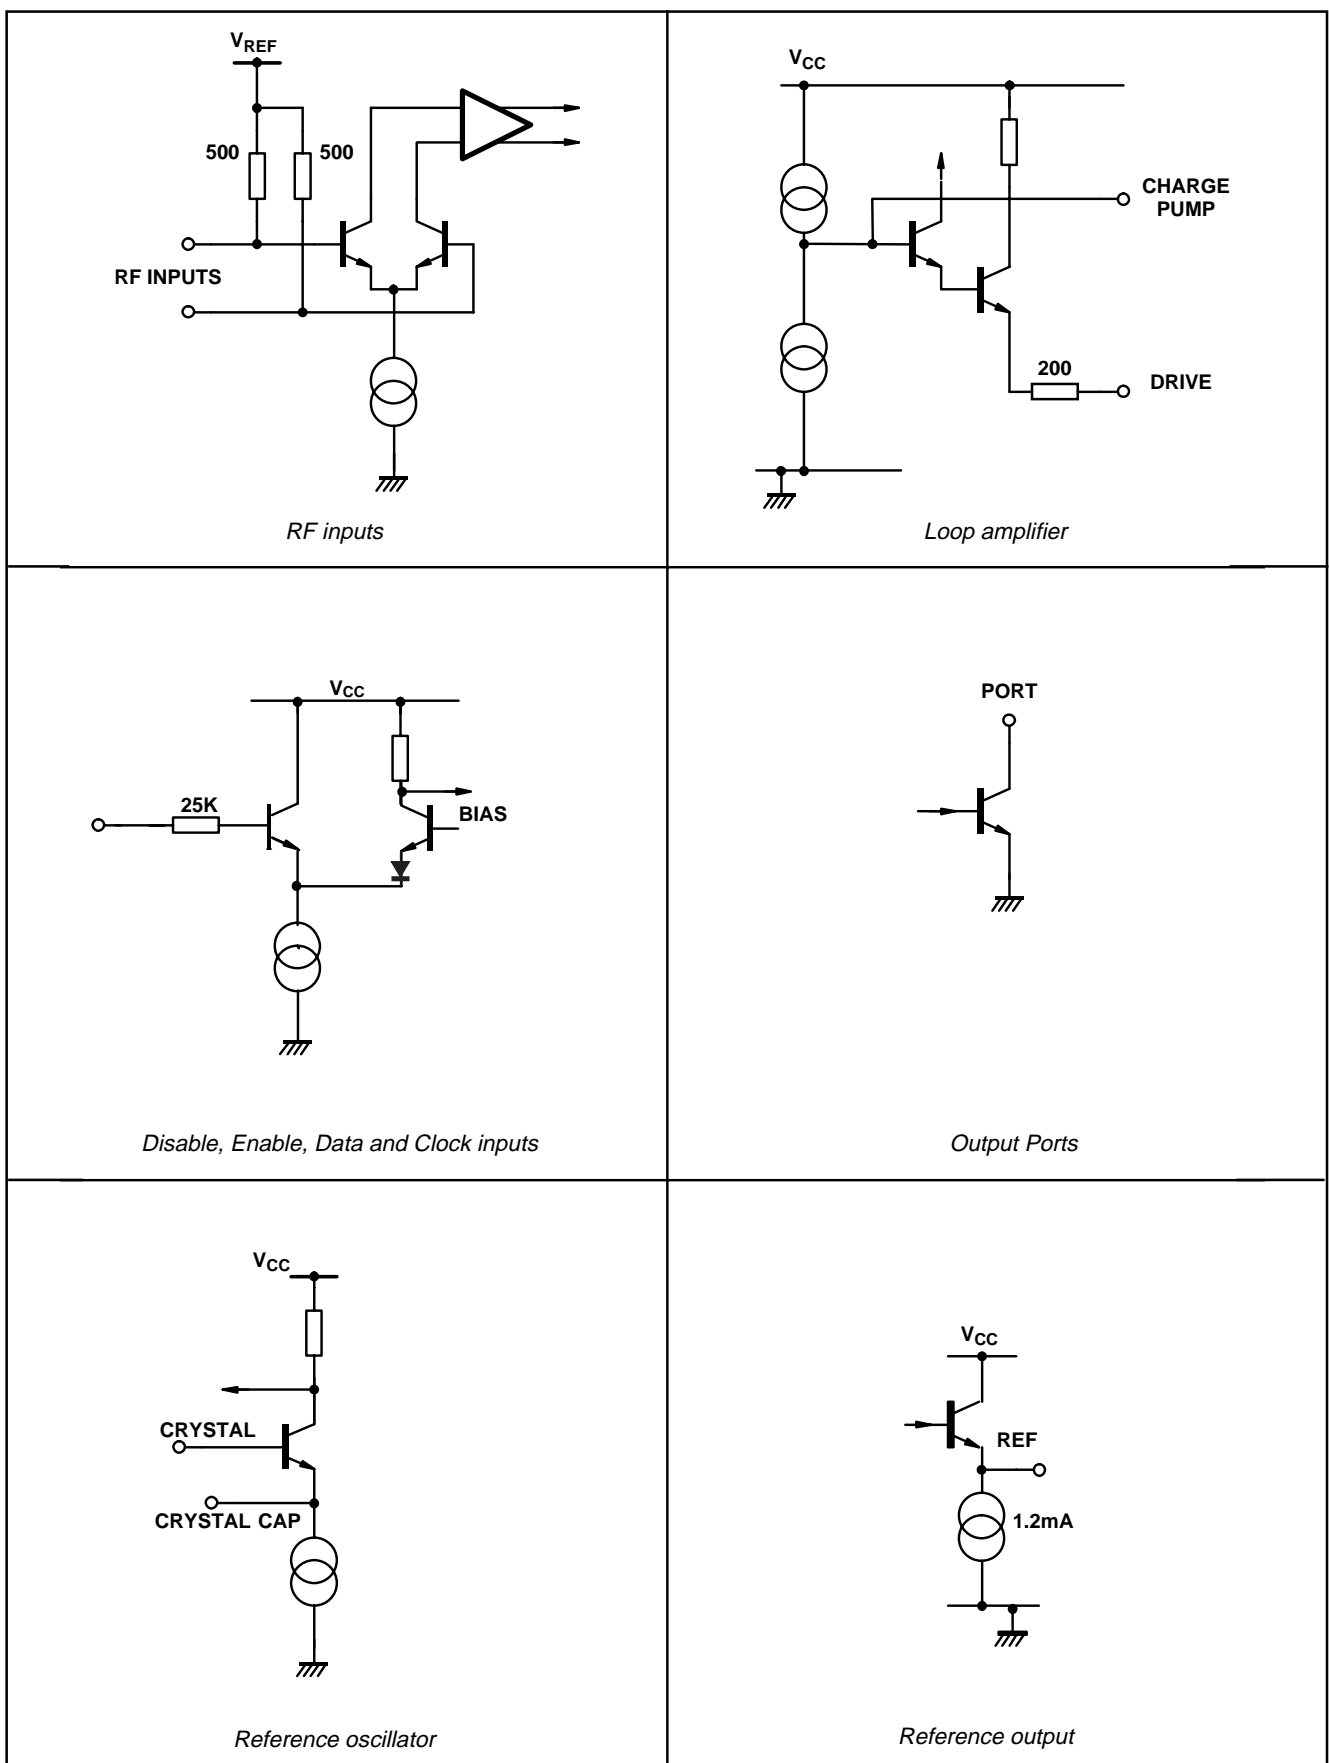 VREF
500
500
RF INPUTS
RF inputs
VCC
CHARGE
PUMP
200
DRIVE
Loop amplifier
VCC
25K
BIAS
Disable, Enable, Data and Clock inputs
PORT
Output Ports
VCC
CRYSTAL
CRYSTAL CAP
Reference oscillator
VCC
REF
1.2mA
Reference output